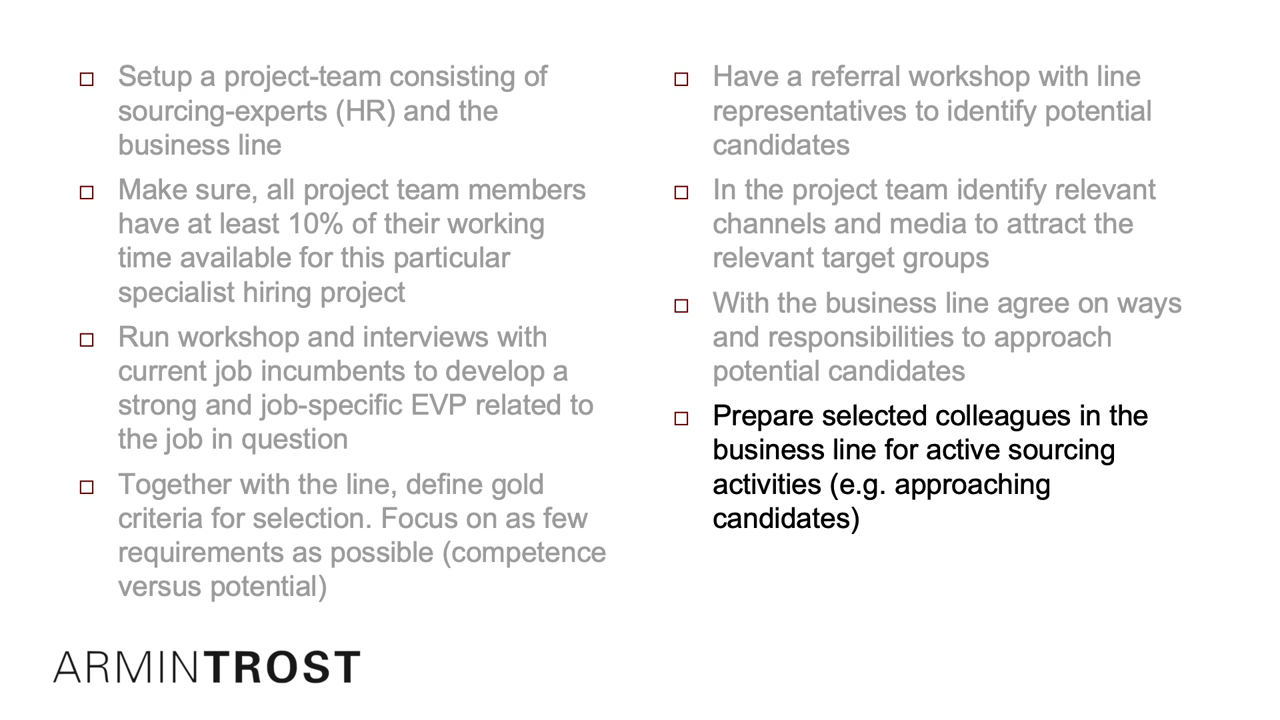 Setup a project-team consisting of
sourcing-experts (HR) and the
business line
Make sure, all project team members
have at least 10% of their working
time available for this particular
specialist hiring project
Run workshop and interviews with
current job incumbents to develop a
strong and job-specific EVP related to
the job in question
Together with the line, define gold
criteria for selection. Focus on as few
requirements as possible (competence
versus potential)
Have a referral workshop with line
representatives to identify potential
candidates
In the project team identify relevant
channels and media to attract the
relevant target groups
With the business line agree on ways
and responsibilities to approach
potential candidates
Prepare selected colleagues in the
business line for active sourcing
activities (e.g. approaching
candidates)
ARMINTROST